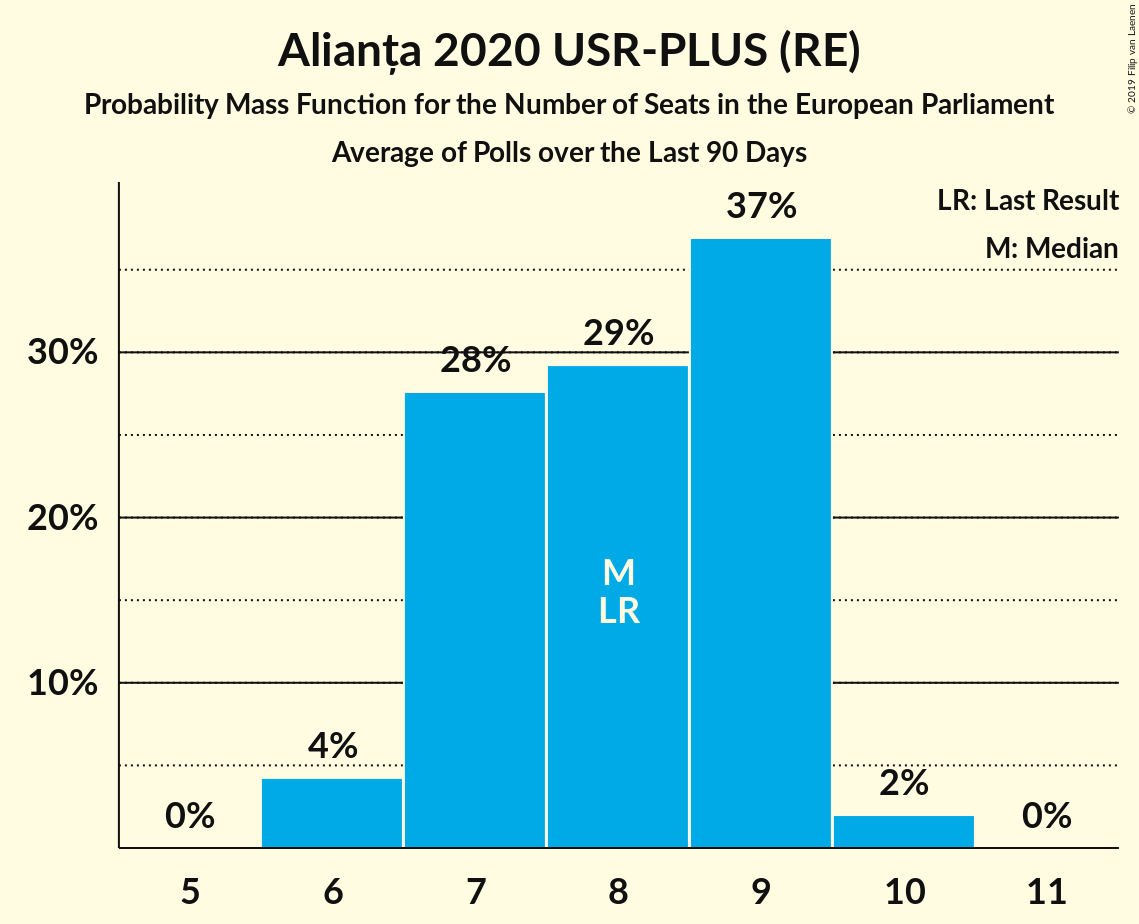 Alianța 2020 USR-PLUS (RE)
Probability Mass Function for the Number of Seats in the European Parliament
Average of Polls over the Last 90 Days
© 2019 Filip van Laenen
LR: Last Result
M: Median
37%
29%
28%
30%
20%
10%
M
LR
4%
2%
0%
0%
5 6 7 8 9 10 11